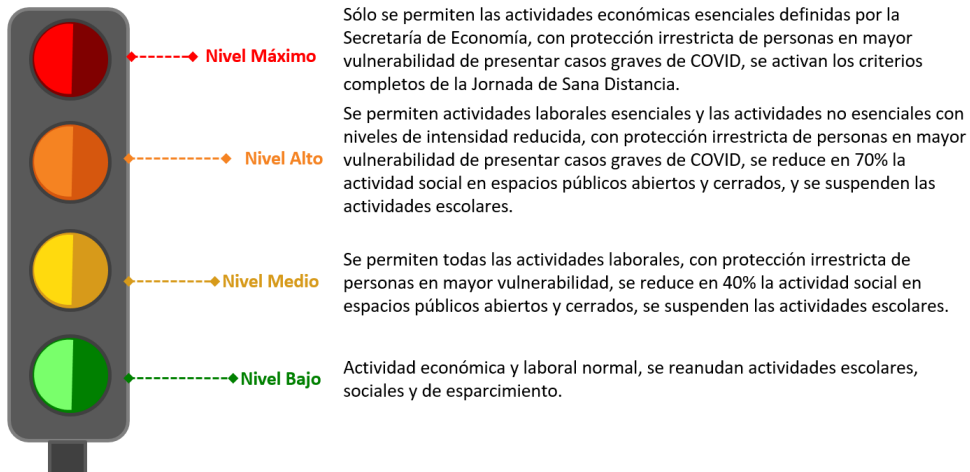 Nivel Máximo
Sólo se permiten las actividades económicas esenciales definidas por la
Secretaría de Economía, con protección irrestricta de personas en mayor
vulnerabilidad de presentar casos graves de COVID, se activan los criterios
completos de la Jornada de Sana Distancia.
Nivel Alto
Se permiten actividades laborales esenciales y las actividades no esenciales con
niveles de intensidad reducida, con protección irrestricta de personas en mayor
vulnerabilidad de presentar casos graves de COVID, se reduce en 70% la
actividad social en espacios públicos abiertos y cerrados, y se suspenden las
actividades escolares.
Nivel Medio
Se permiten todas las actividades laborales, con protección irrestricta de
personas en mayor vulnerabilidad, se reduce en 40% la actividad social en
espacios públicos abiertos y cerrados, se suspenden las actividades escolares.
Nivel Bajo
Actividad económica y laboral normal, se reanudan actividades escolares,
sociales y de esparcimiento.